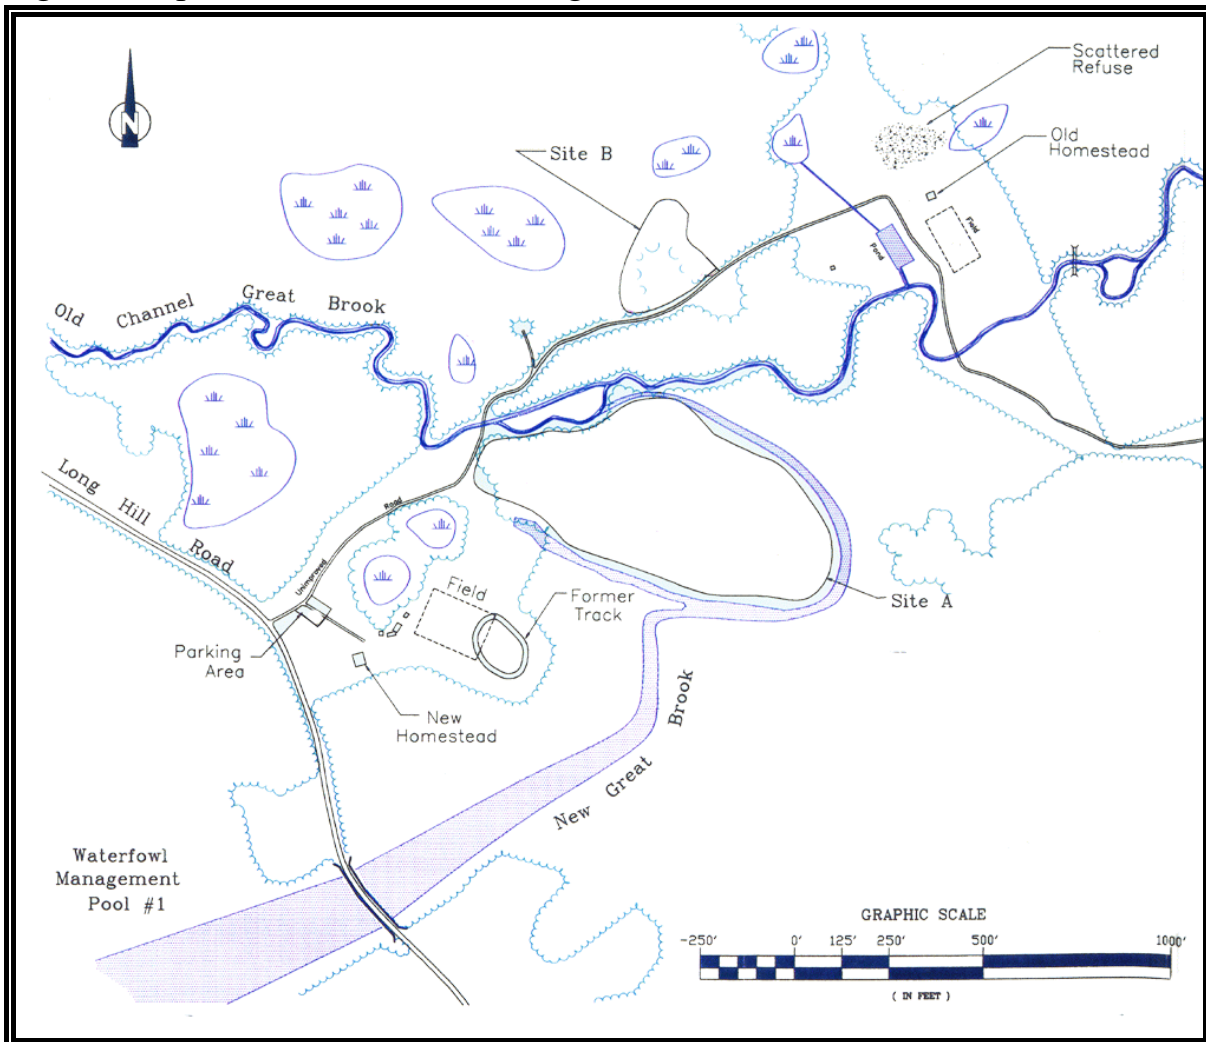 N
Scattered
Refuse
Old
Homestead
Site B
Field
Pond
Old Channel Great Brook
Long Hill Road
Road
Unimproved
Field
Former
Track
Site A
Parking
Area
New
Homestead
New Great Brook
Waterfowl
Management
Pool #1
GRAPHIC SCALE
-250' 0' 125' 250' 500' 1000'
( IN FEET )